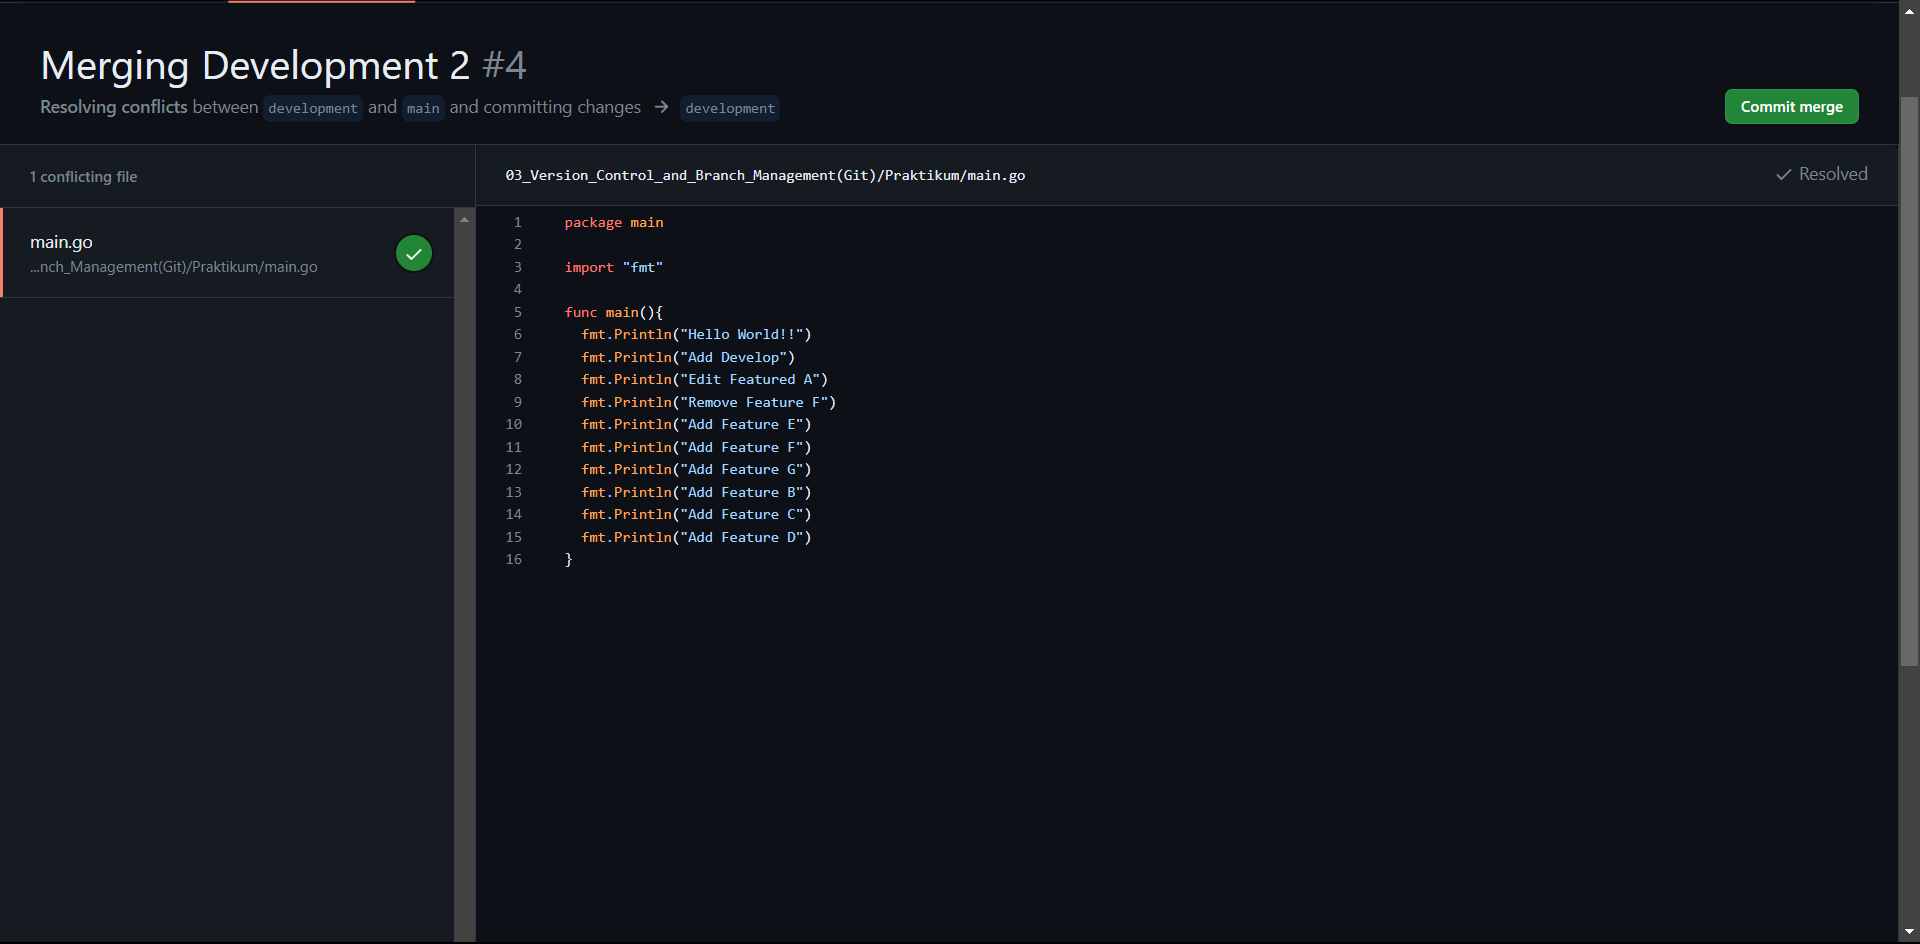 Merging Development 2 #4
Resolving conflicts between development and main and committing changes → development
Commit merge
1 conflicting file
main.go
...nch_Management(Git)/Praktikum/main.go
03_Version_Control_and_Branch_Management(Git)/Praktikum/main.go
Resolved
1 package main
2
3 import "fmt"
4
5 func main(){
6 fmt.Println("Hello World!!")
7 fmt.Println("Add Develop")
8 fmt.Println("Edit Featured A")
9 fmt.Println("Remove Feature F")
10 fmt.Println("Add Feature E")
11 fmt.Println("Add Feature F")
12 fmt.Println("Add Feature G")
13 fmt.Println("Add Feature B")
14 fmt.Println("Add Feature C")
15 fmt.Println("Add Feature D")
16 }